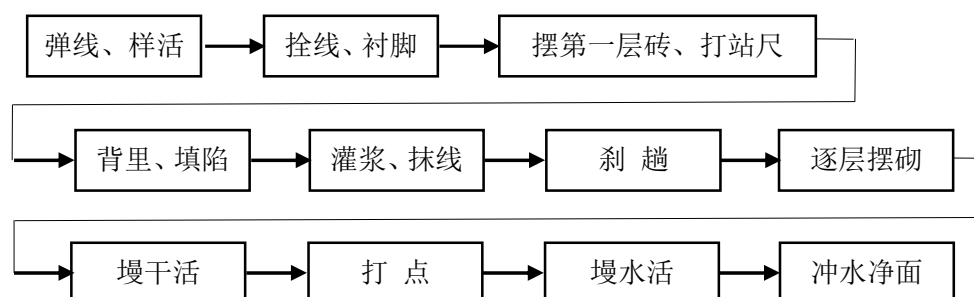 弹线、样活
拴线、衬脚
摆第一层砖、打站尺
背里、填陷
灌浆、抹线
刹 趟
逐层摆砌
墁干活
打 点
墁水活
冲水净面